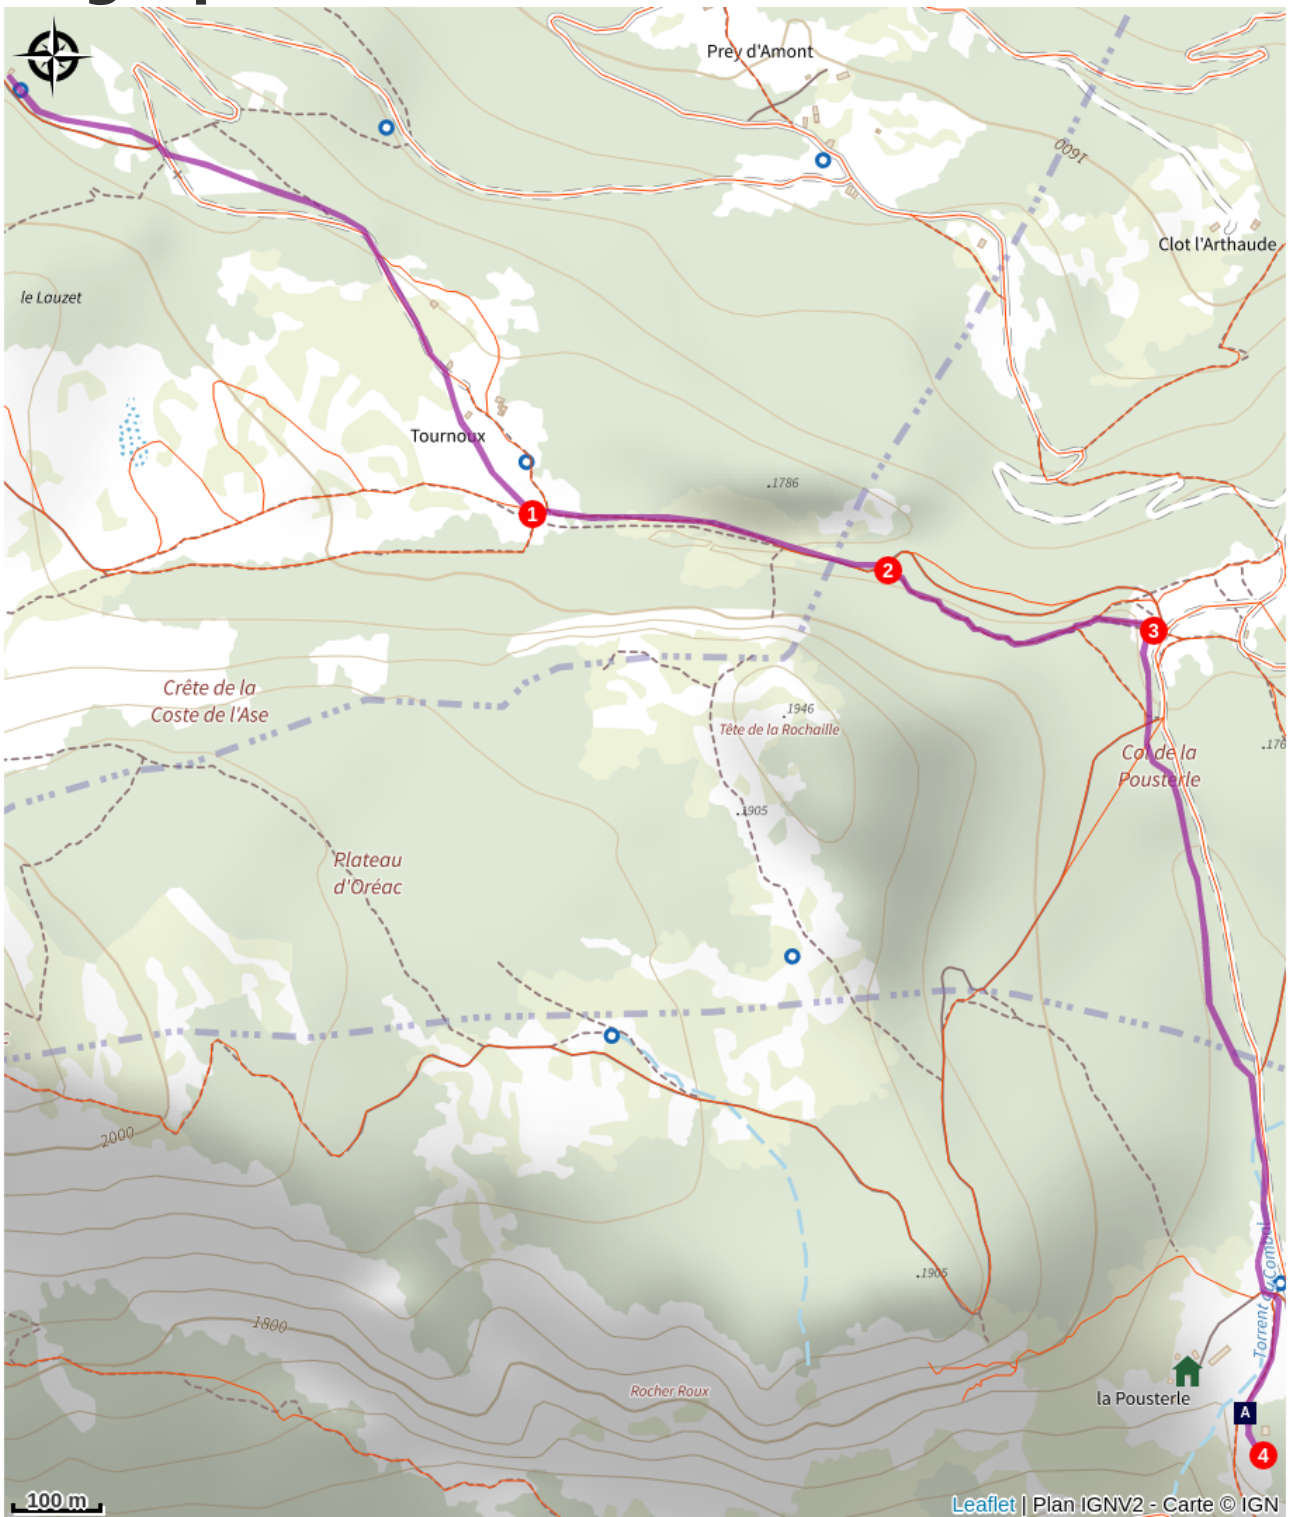 Prey d'Amont
1600
Clot l'Arthaude
le Lauzet
Tournoux
.1786
1
2
3
Crête de la
Coste de l'Ase
.1946
Tête de la Rochaille
Col de la
Pousterle
.176
.1905
Plateau
d'Oréac
2000
.1905
1800
Torrent du Combal
Rocher Roux
la Pousterle
A
4
100 m
Leaflet | Plan IGNV2 - Carte © IGN